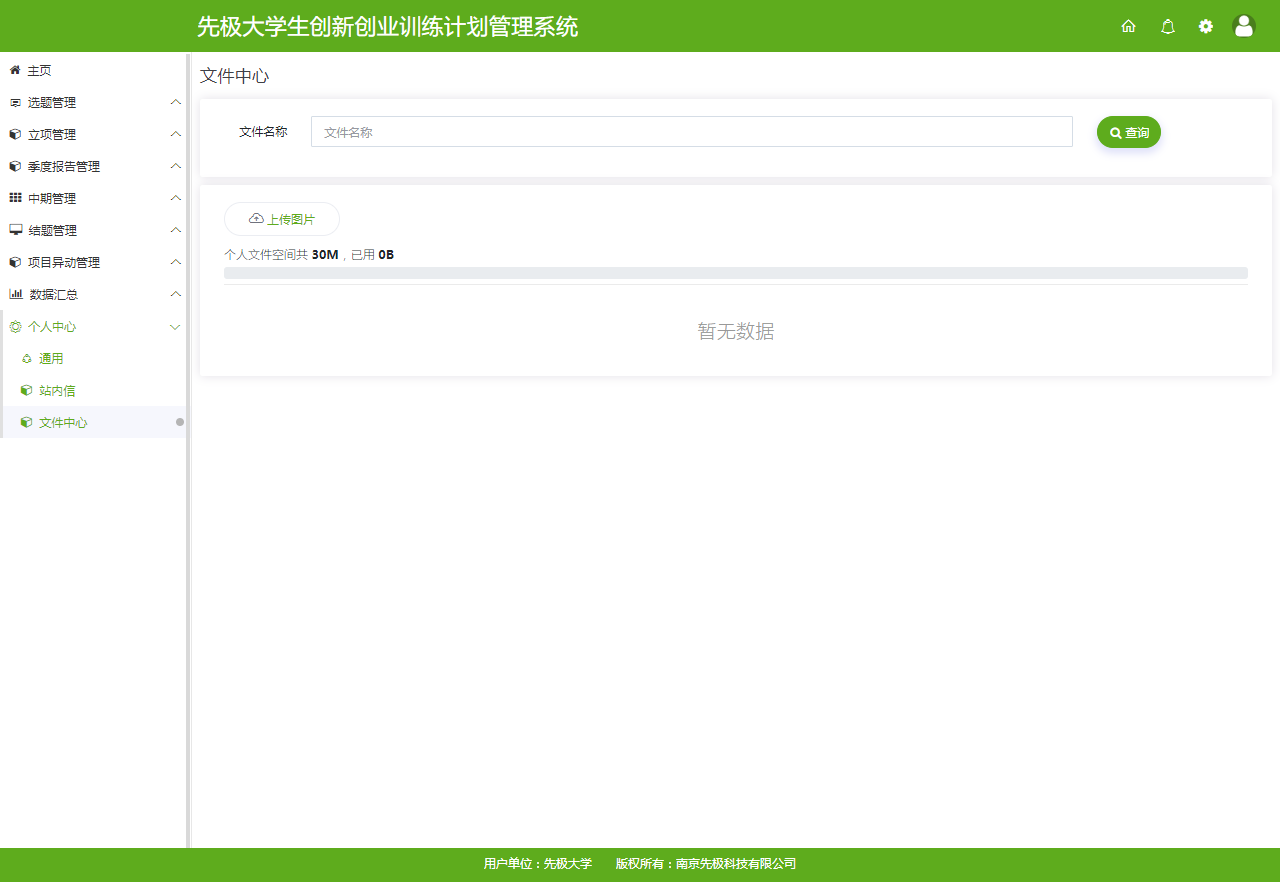 先极大学生创新创业训练计划管理系统
主页
选题管理
立项管理
季度报告管理
中期管理
结题管理
项目异动管理
数据汇总
个人中心
通用
站内信
文件中心
文件中心
文件名称 文件名称 查询
上传图片
个人文件空间共 30M，已用 0B
暂无数据
用户单位：先极大学 版权所有：南京先极科技有限公司